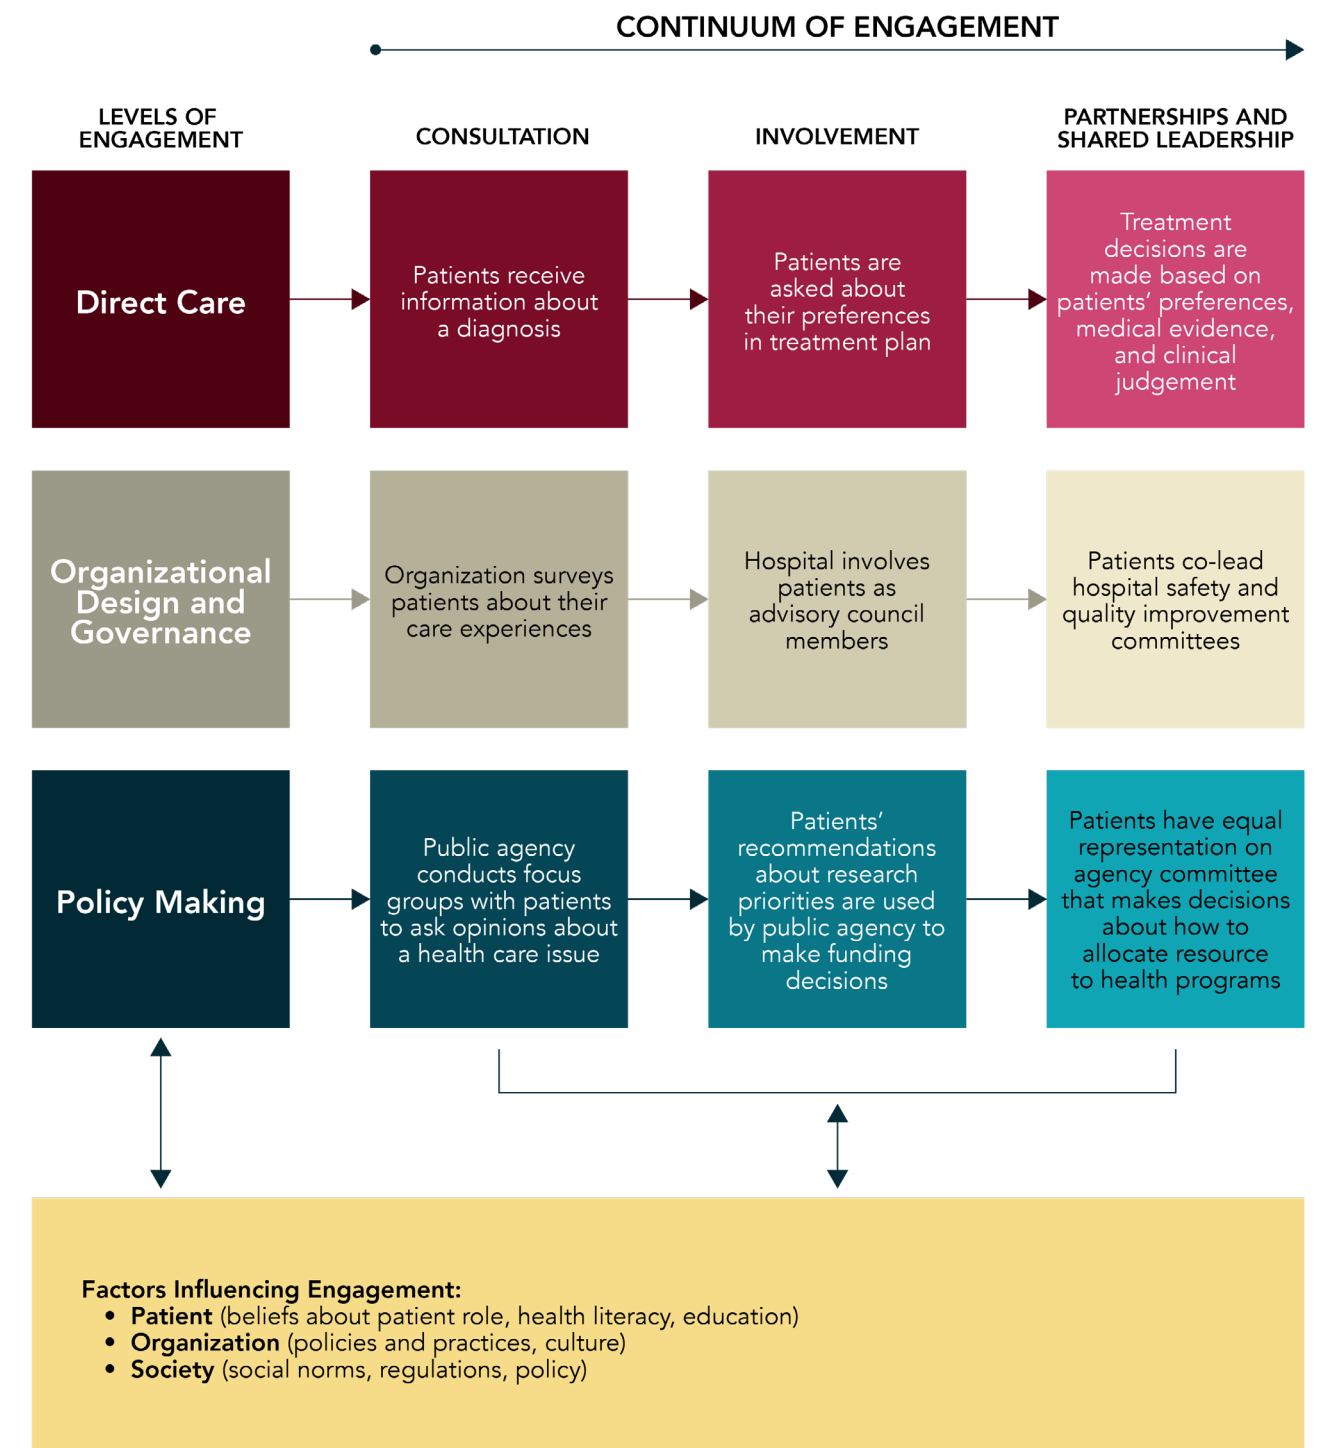 CONTINUUM OF ENGAGEMENT
LEVELS OF
ENGAGEMENT
CONSULTATION
INVOLVEMENT
PARTNERSHIPS AND
SHARED LEADERSHIP
Direct Care
Patients receive
information about
a diagnosis
Patients are
asked about
their preferences
in treatment plan
Treatment
decisions are
made based on
patients’ preferences,
medical evidence,
and clinical
judgement
Organizational
Design and
Governance
Organization surveys
patients about their
care experiences
Hospital involves
patients as
advisory council
members
Patients co-lead
hospital safety and
quality improvement
committees
Policy Making
Public agency
conducts focus
groups with patients
to ask opinions about
a health care issue
Patients’
recommendations
about research
priorities are used
by public agency to
make funding
decisions
Patients have equal
representation on
agency committee
that makes decisions
about how to
allocate resource
to health programs
Factors Influencing Engagement:
• Patient (beliefs about patient role, health literacy, education)
• Organization (policies and practices, culture)
• Society (social norms, regulations, policy)